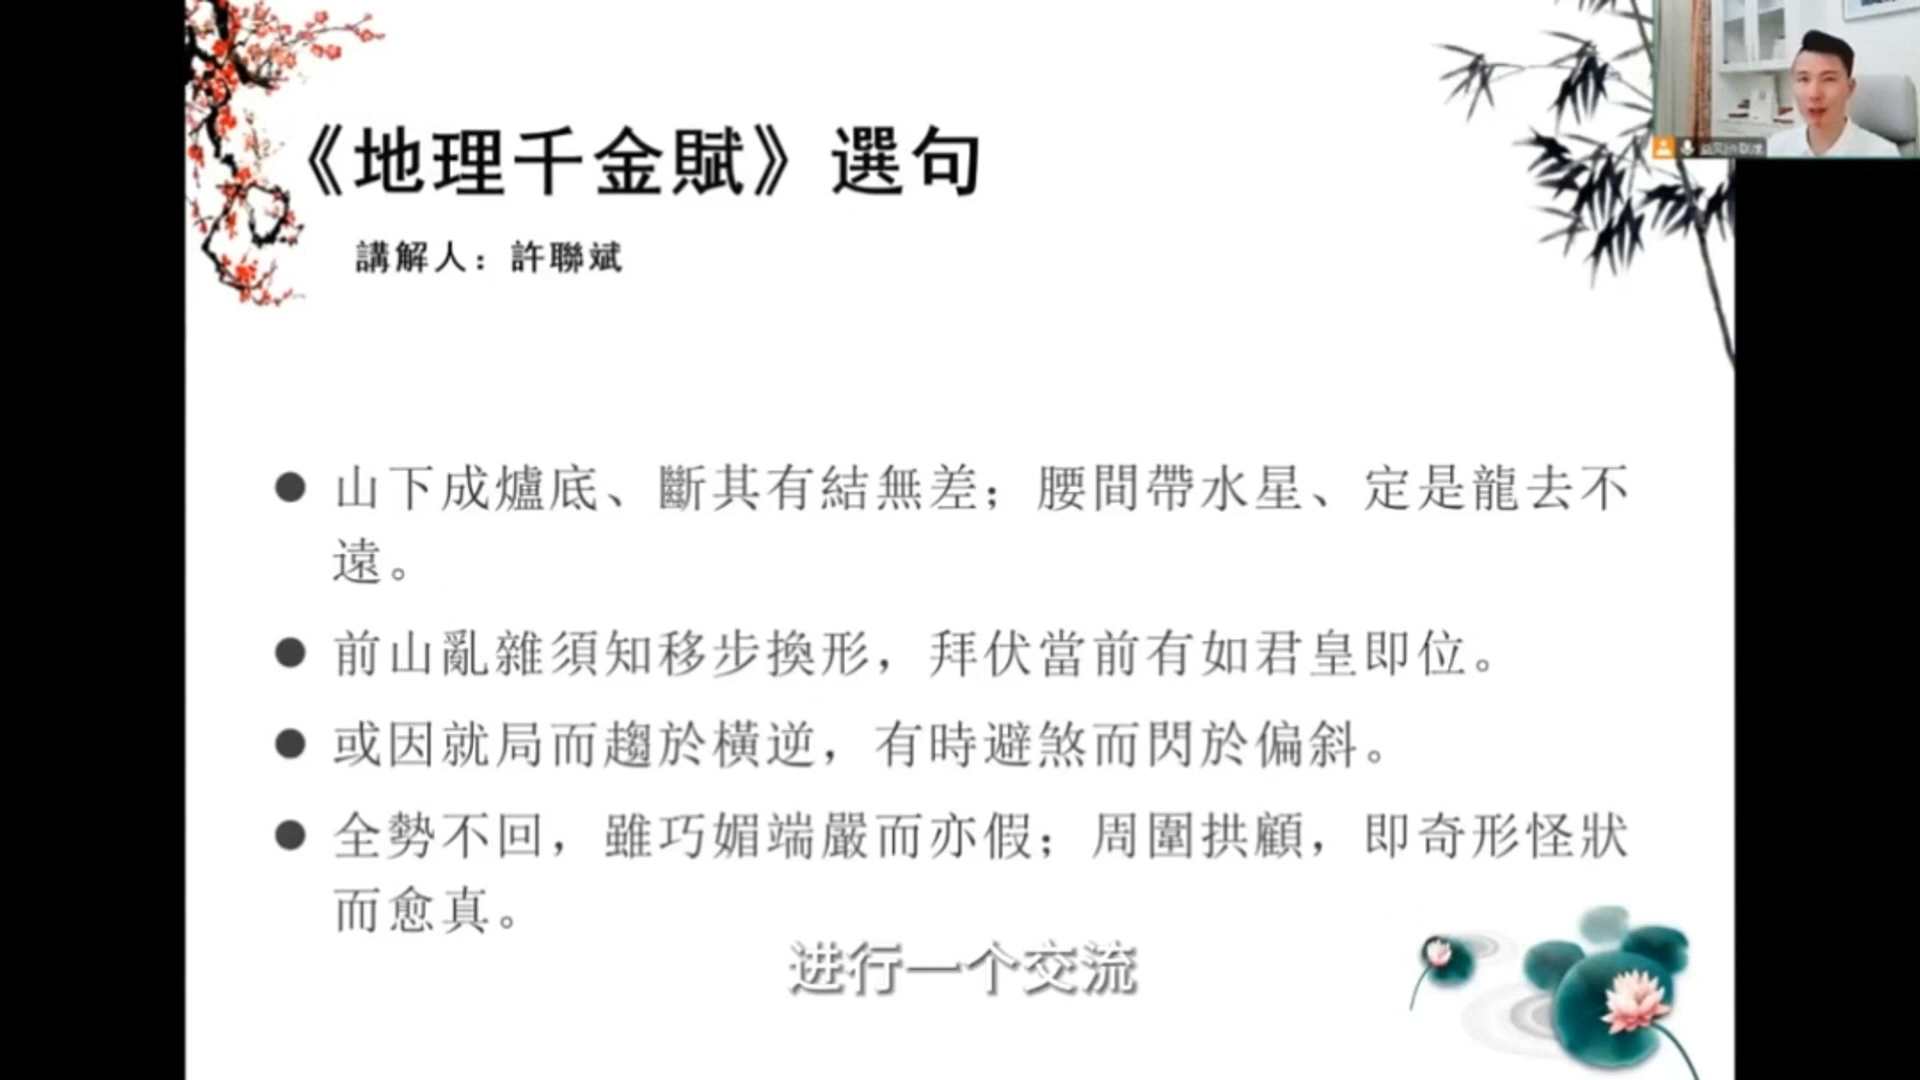 《地理千金賦》選句
講解人：許聯斌
山下成爐底、斷其有結無差；腰間帶水星、定是龍去不
遠。
前山亂雜須知移步換形，拜伏當前有如君皇即位。
或因就局而趨於橫逆，有時避煞而閃於偏斜。
全勢不回，雖巧媚端嚴而亦假；周圍拱顧，即奇形怪狀
而愈真。
进行一个交流